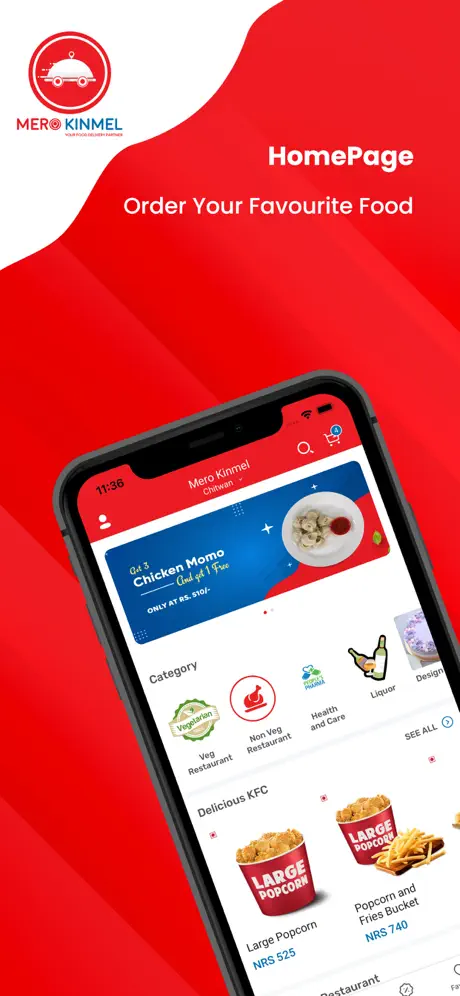 MERO KINMEL
YOUR FOOD DELIVERY PARTNER
HomePage
Order Your Favourite Food
11:36
Mero Kinmel
Chitwan
4
Get 3
Chicken Momo
And get 1 Free
ONLY AT RS. 510/-
Category
Vegetarian
PEOPLE'S
PHARMA
Veg
Restaurant
Non Veg
Restaurant
Health
and Care
Liquor
Design
SEE ALL
Delicious KFC
LARGE
POPCORN
LARGE
POPCORN
Large Popcorn
NRS 525
Popcorn and
Fries Bucket
NRS 740
Restaurant